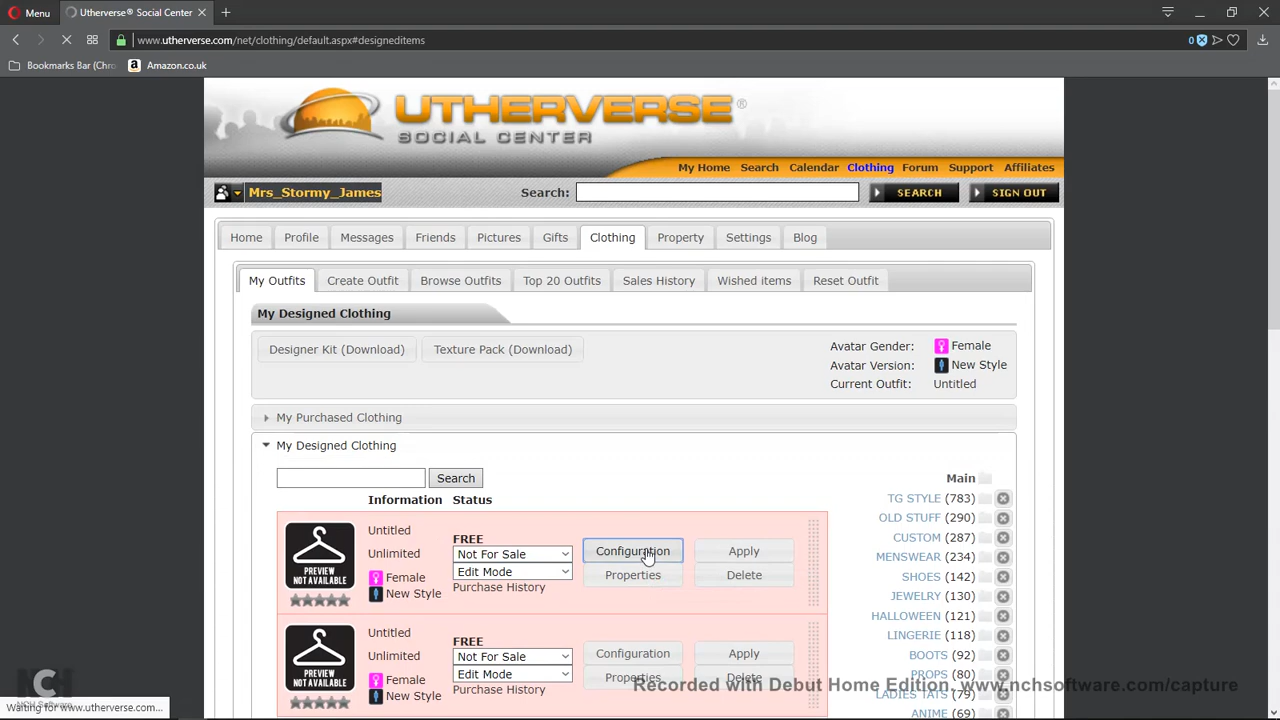 Menu
Utherverse® Social Center
www.utherverse.com/net/clothing/default.aspx#designeditems
0
Bookmarks Bar (Chro
Amazon.co.uk
UTHERVERSE®
SOCIAL CENTER
My Home Search Calendar Clothing Forum Support Affiliates
Mrs_Stormy_James Search: SEARCH SIGN OUT
Home Profile Messages Friends Pictures Gifts Clothing Property Settings Blog
My Outfits Create Outfit Browse Outfits Top 20 Outfits Sales History Wished items Reset Outfit
My Designed Clothing
Designer Kit (Download) Texture Pack (Download)
Avatar Gender: Female
Avatar Version: New Style
Current Outfit: Untitled
My Purchased Clothing
My Designed Clothing
Search
Information Status
PREVIEW
NOT AVAILABLE
Untitled
Unlimited
Female
New Style
FREE
Not For Sale
Edit Mode
Purchase History
Configuration Apply
Properties Delete
PREVIEW
NOT AVAILABLE
Untitled
Unlimited
Female
New Style
FREE
Not For Sale
Edit Mode
Purchase History
Configuration Apply
Properties Delete
Main
TG STYLE (783)
OLD STUFF (290)
CUSTOM (287)
MENSWEAR (234)
SHOES (142)
JEWELRY (130)
HALLOWEEN (121)
LINGERIE (118)
BOOTS (92)
PROPS (80)
LADIES TATS (79)
ANIME (69)
Recorded with Debut Home Edition. www.nchsoftware.com/capture
NCH Software
Waiting for www.utherverse.com...